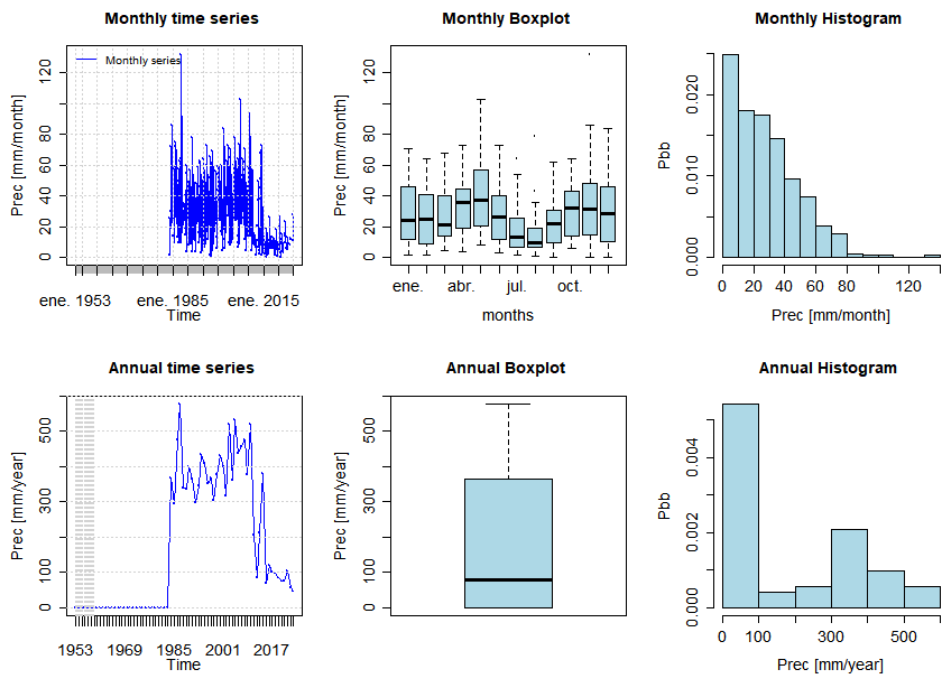 Monthly time series
Monthly Boxplot
Monthly Histogram
Monthly series
Prec [mm/month]
0 20 40 60 80 120
ene. 1953 ene. 1985 ene. 2015
Time
Prec [mm/month]
0 20 40 60 80 120
ene. abr. jul. oct.
months
Pbb
0.000 0.010 0.020
0 20 40 60 80 120
Prec [mm/month]
Annual time series
Annual Boxplot
Annual Histogram
Prec [mm/year]
0 100 300 500
1953 1969 1985 2001 2017
Time
Prec [mm/year]
0 100 300 500
Pbb
0.000 0.002 0.004
0 100 300 500
Prec [mm/year]